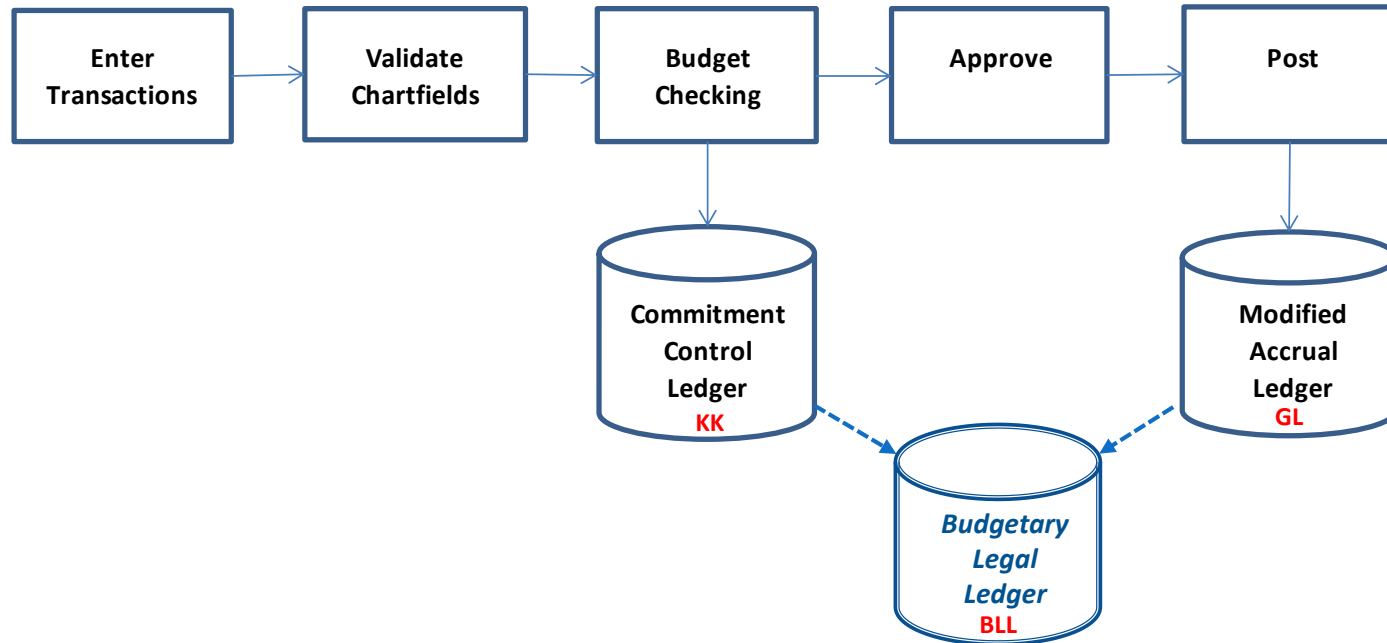 Enter
Transactions
Validate
Chartfields
Budget
Checking
Approve
Post
Commitment
Control
Ledger
KK
Modified
Accrual
Ledger
GL
Budgetary
Legal
Ledger
BLL